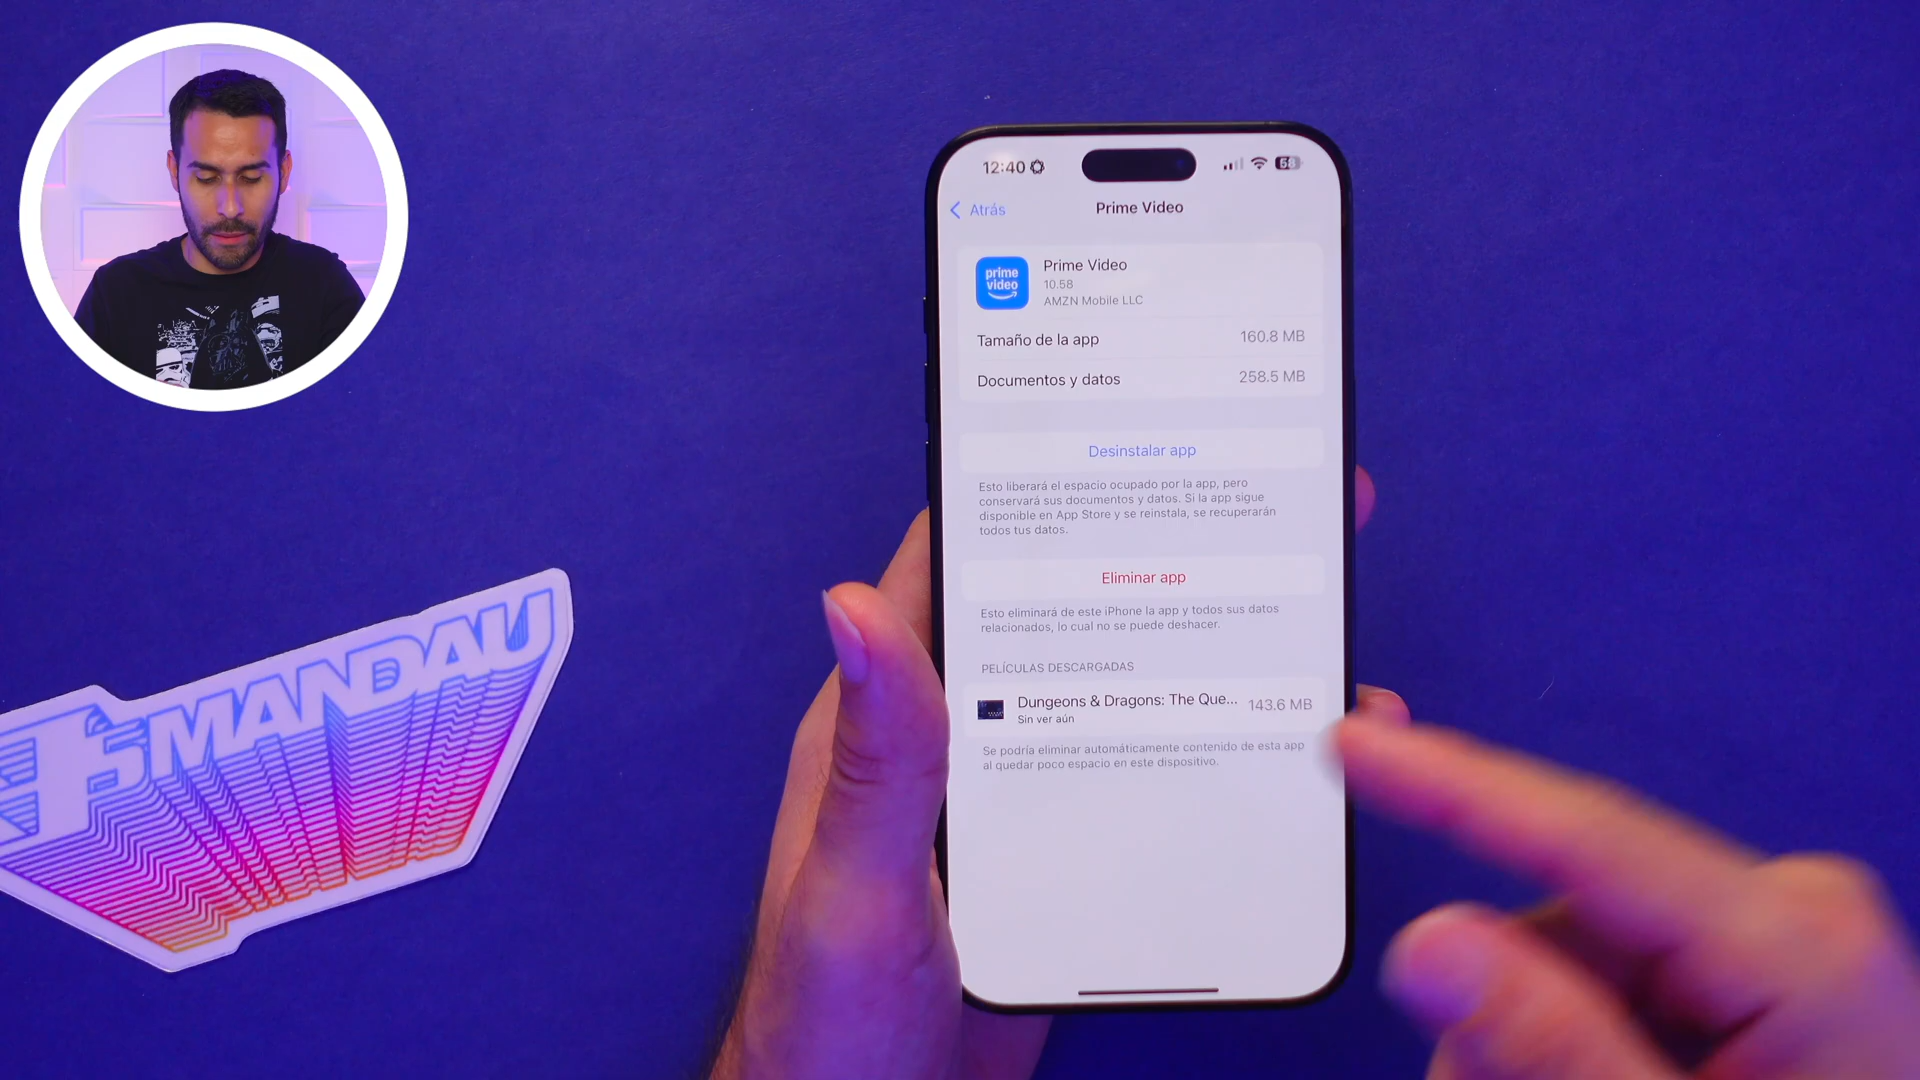 12:40
58
Atrás
Prime Video
prime
video
Prime Video
10.58
AMZN Mobile LLC
Tamaño de la app
160.8 MB
Documentos y datos
258.5 MB
Desinstalar app
Esto liberará el espacio ocupado por la app, pero
conservará sus documentos y datos. Si la app sigue
disponible en App Store y se reinstala, se recuperarán
todos tus datos.
Eliminar app
Esto eliminará de este iPhone la app y todos sus datos
relacionados, lo cual no se puede deshacer.
PELÍCULAS DESCARGADAS
Dungeons & Dragons: The Que...
143.6 MB
Sin ver aún
Se podría eliminar automáticamente contenido de esta app
al quedar poco espacio en este dispositivo.
SMANDAU